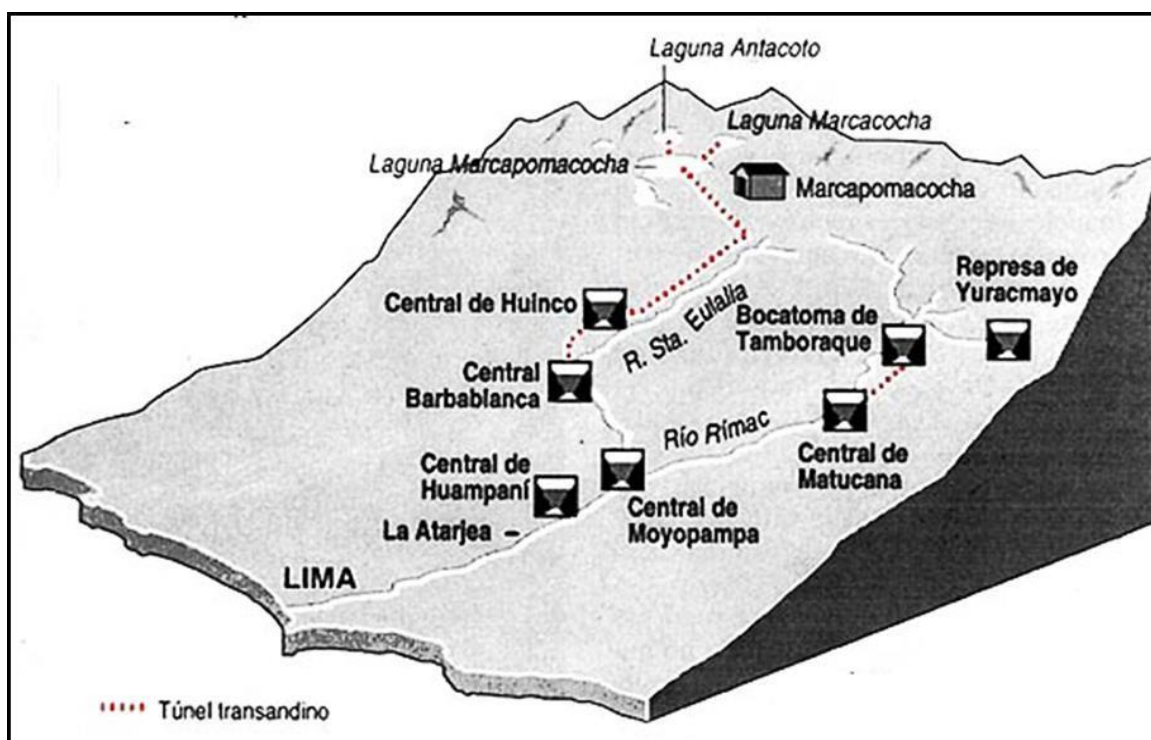 Laguna Antacoto
Laguna Marcacocha
Laguna Marcapomacocha
Marcapomacocha
Represa de
Yuracmayo
Central de Huinco
R. Sta. Eulalia
Bocatoma de
Tamboraque
Central
Barbablanca
Río Rímac
Central de
Matucana
Central de
Huampaní
Central de
Moyopampa
La Atarjea
LIMA
Túnel transandino